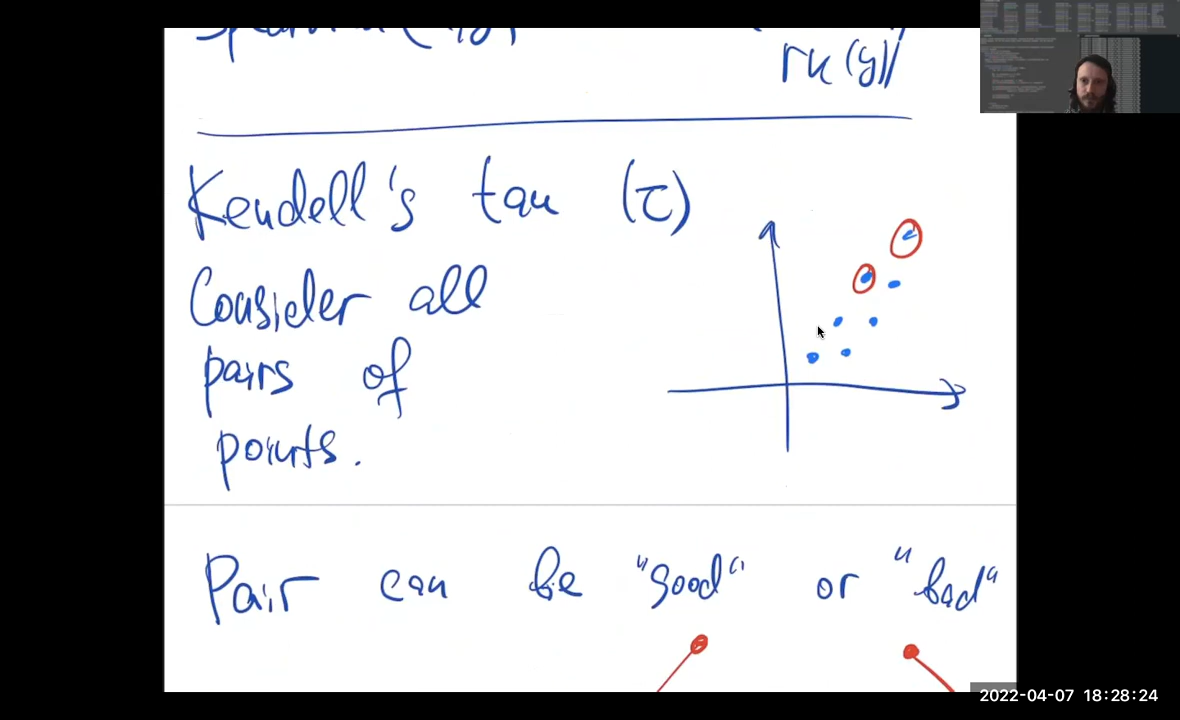 rk(y))
Kendell's tau (τ)
Consider all
pairs of
points.
Pair can be "good" or "bad"
2022-04-07 18:28:24